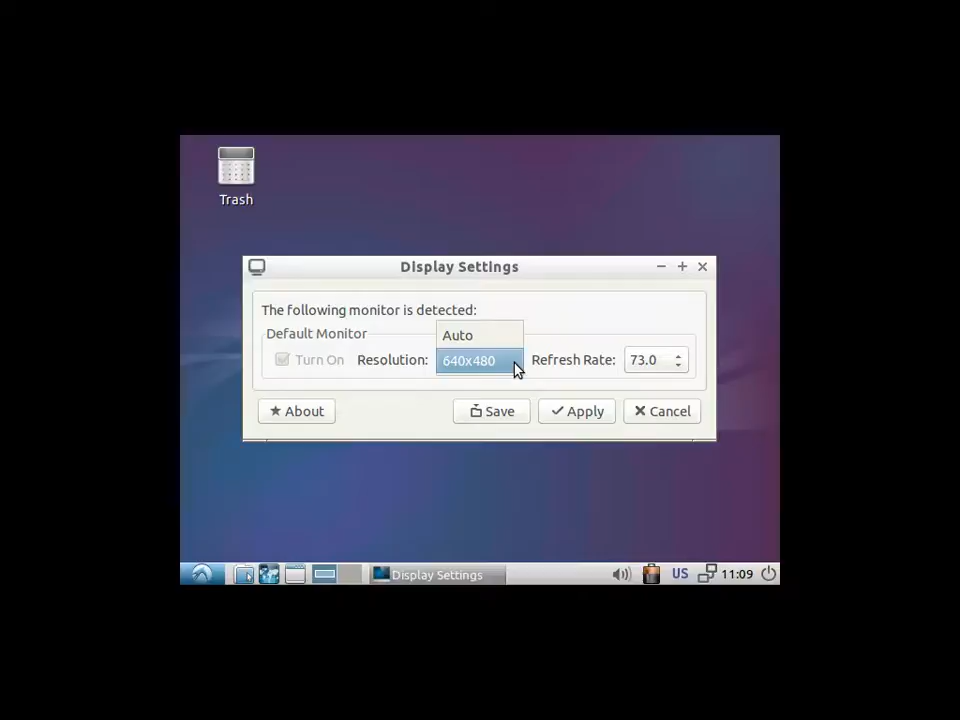 Trash
Display Settings
The following monitor is detected:
Default Monitor
Auto
Turn On Resolution: 640x480 Refresh Rate: 73.0
About Save Apply Cancel
Display Settings US 11:09